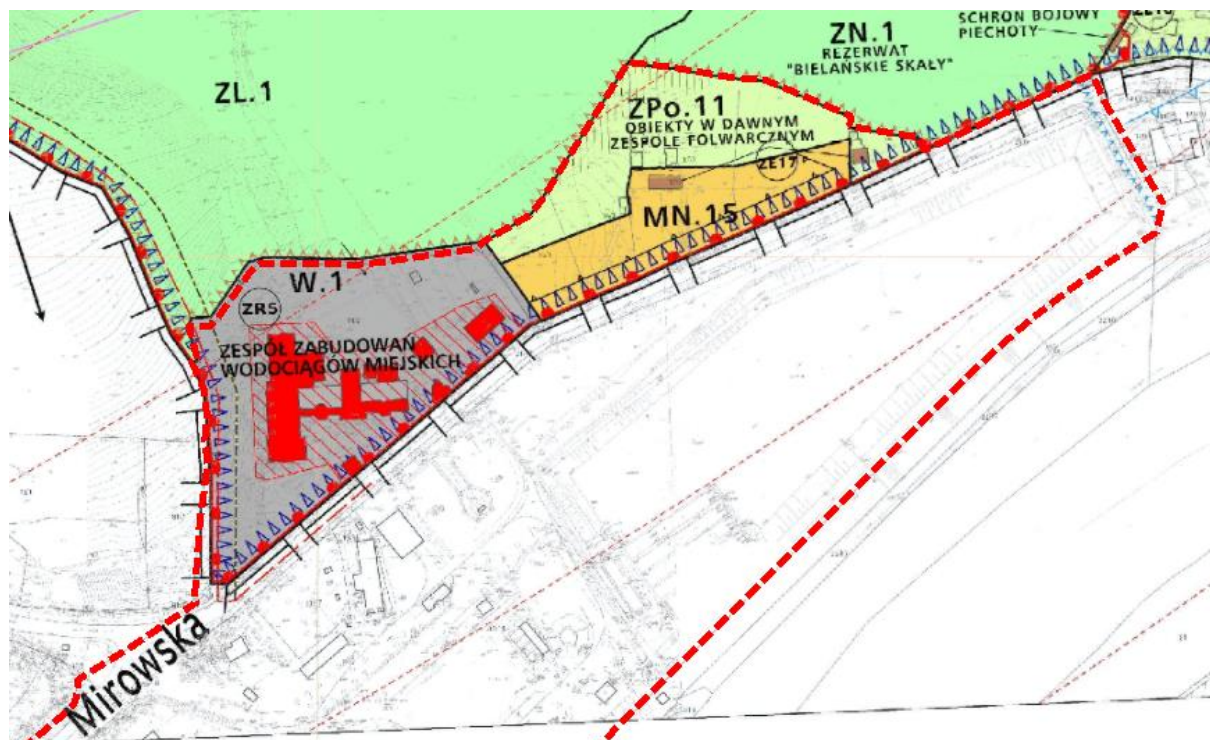 SCHRON BOJOWY
PIECHOTY
ZN.1
REZERWAT
"BIELAŃSKIE SKAŁY"
ZL.1
ZPo.11
OBIEKTY W DAWNYM
ZESPOLE FOLWARCZNYM
ZE17
MN.15
W.1
ZR5
ZESPÓŁ ZABUDOWAŃ
WODOCIĄGÓW MIEJSKICH
Mirowska